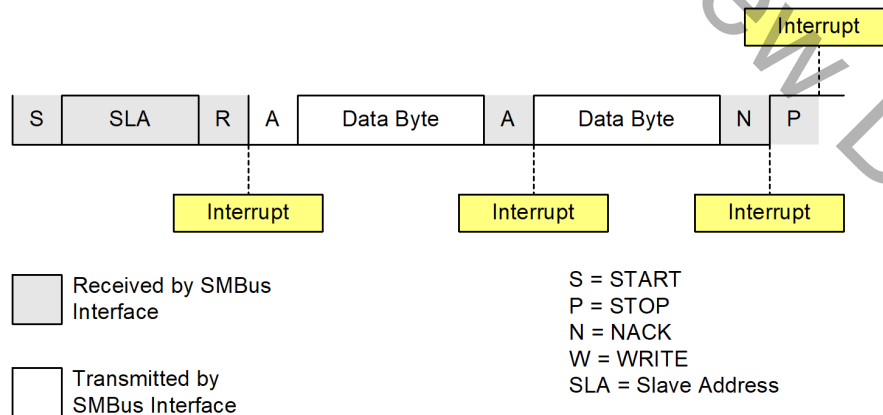 Interrupt
S SLA R A Data Byte A Data Byte N P
Interrupt Interrupt Interrupt
Received by SMBus
Interface
Transmitted by
SMBus Interface
S = START
P = STOP
N = NACK
W = WRITE
SLA = Slave Address